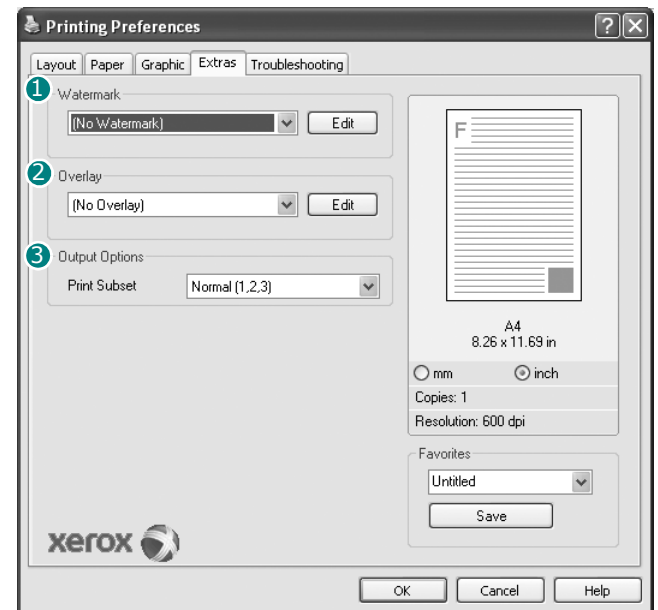 Printing Preferences
Layout Paper Graphic Extras Troubleshooting
1 Watermark
(No Watermark) Edit
2 Overlay
(No Overlay) Edit
3 Output Options
Print Subset Normal (1,2,3)
F
A4
8.26 x 11.69 in
mm inch
Copies: 1
Resolution: 600 dpi
Favorites
Untitled
Save
xerox
OK Cancel Help